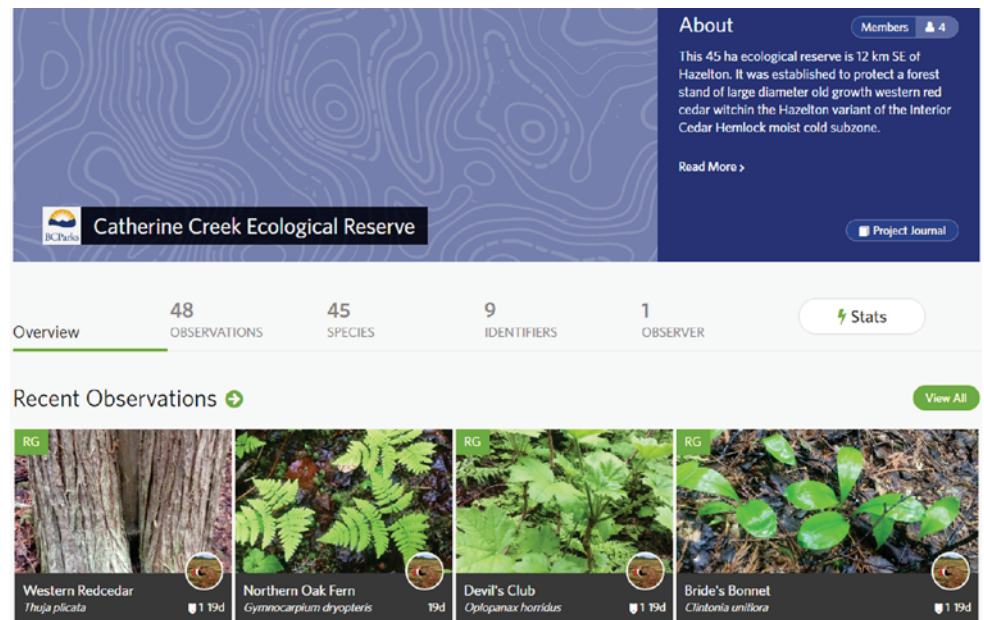 About
Members 4
This 45 ha ecological reserve is 12 km SE of
Hazelton. It was established to protect a forest
stand of large diameter old growth western red
cedar witchin the Hazelton variant of the Interior
Cedar Hemlock moist cold subzone.
Read More >
BCParks
Catherine Creek Ecological Reserve
Project Journal
Overview
48
OBSERVATIONS
45
SPECIES
9
IDENTIFIERS
1
OBSERVER
Stats
Recent Observations
View All
RG
Western Redcedar
Thuja plicata
1 19d
Northern Oak Fern
Gymnocarpium dryopteris
19d
RG
Devil's Club
Oplopanax horridus
1 19d
RG
Bride's Bonnet
Clintonia uniflora
1 19d